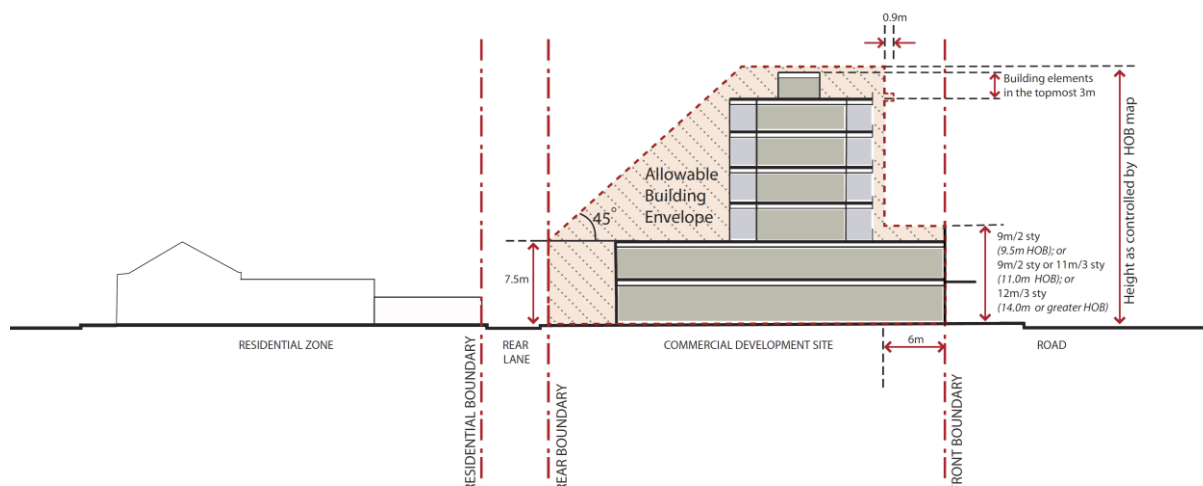 0.9m
Building elements
in the topmost 3m
Height as controlled by HOB map
Allowable
Building
Envelope
45°
7.5m
9m/2 sty
(9.5m HOB); or
9m/2 sty or 11m/3 sty
(11.0m HOB); or
12m/3 sty
(14.0m or greater HOB)
6m
RESIDENTIAL ZONE
REAR
LANE
COMMERCIAL DEVELOPMENT SITE
ROAD
RESIDENTIAL BOUNDARY
REAR BOUNDARY
FRONT BOUNDARY